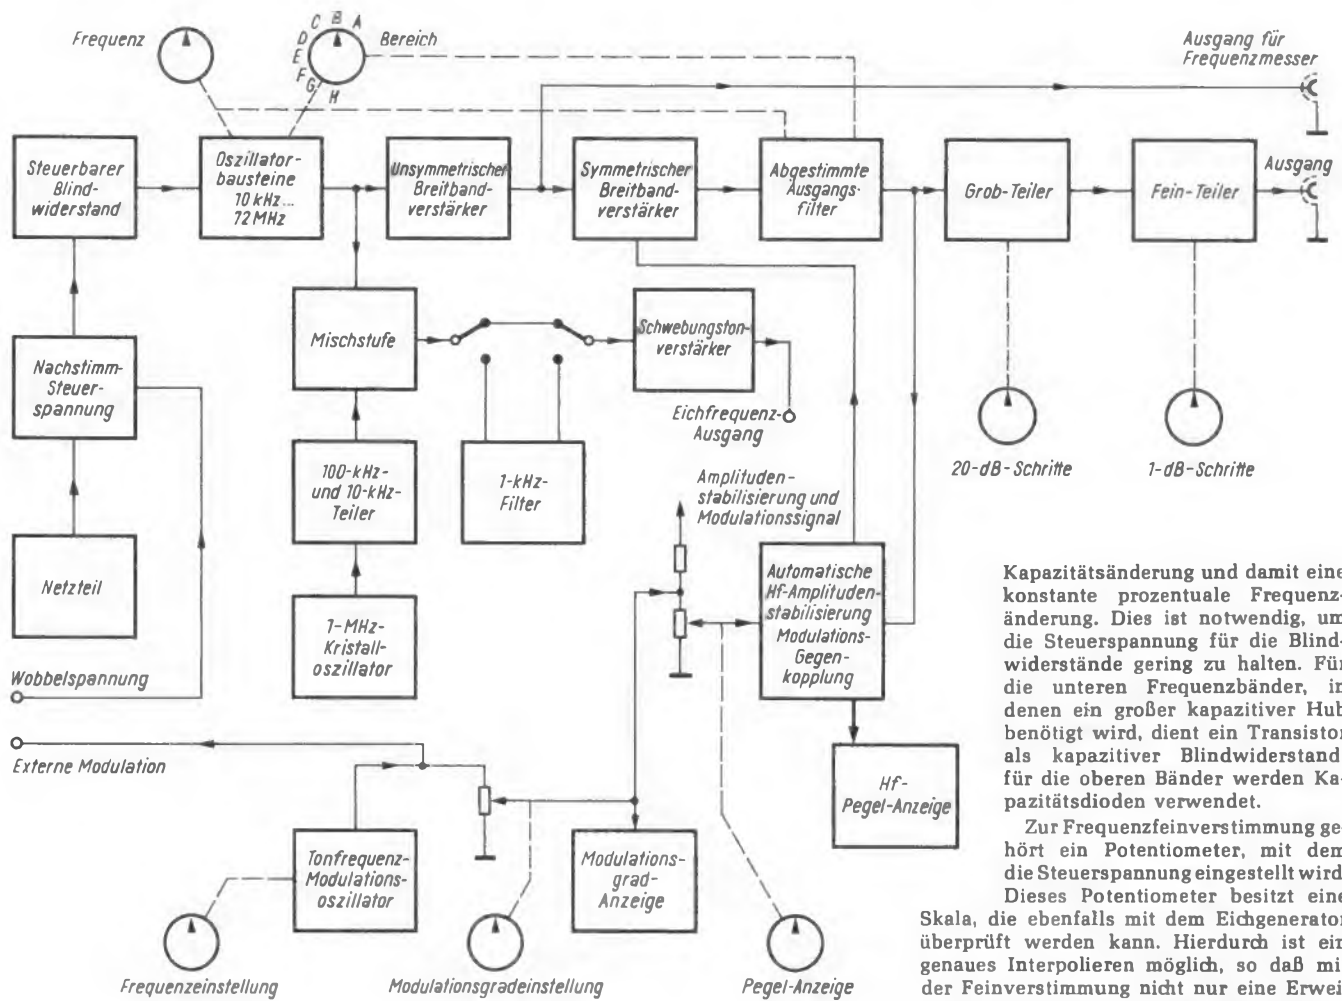 Frequenz
C B A
D
E
F
G
H
Bereich
Ausgang für
Frequenzmesser
Steuerbarer
Blind-
widerstand
Oszillator-
bausteine
10 kHz...
72 MHz
Unsymmetrischer
Breitband-
verstärker
Symmetrischer
Breitband-
verstärker
Abgestimmte
Ausgangs-
filter
Grob-Teiler
Fein-Teiler
Ausgang
Nachstimm-
Steuer-
spannung
Mischstufe
Schwebungston-
verstärker
Eichfrequenz-
Ausgang
20-dB-Schritte
1-dB-Schritte
Netzteil
100-kHz-
und 10-kHz-
Teiler
1-kHz-
Filter
Amplituden-
stabilisierung und
Modulationssignal
1-MHz-
Kristall-
oszillator
Automatische
Hf-Amplituden-
stabilisierung
Modulations-
Gegen-
kopplung
Wobbelspannung
Externe Modulation
Hf-
Pegel-Anzeige
Tonfrequenz-
Modulations-
oszillator
Modulations-
grad-
Anzeige
Frequenzeinstellung
Modulationsgradeinstellung
Pegel-Anzeige
Kapazitätsänderung und damit eine
konstante prozentuale Frequenz-
änderung. Dies ist notwendig, um
die Steuerspannung für die Blind-
widerstände gering zu halten. Für
die unteren Frequenzbänder, in
denen ein großer kapazitiver Hub
benötigt wird, dient ein Transistor
als kapazitiver Blindwiderstand
für die oberen Bänder werden Ka-
pazitätsdioden verwendet.
Zur Frequenzfeinverstimmung ge-
hört ein Potentiometer, mit dem
die Steuerspannung eingestellt wird
Dieses Potentiometer besitzt eine
Skala, die ebenfalls mit dem Eichgenerator
überprüft werden kann. Hierdurch ist ein
genaues Interpolieren möglich, so daß mi
der Feinverstimmung nicht nur eine Erwei